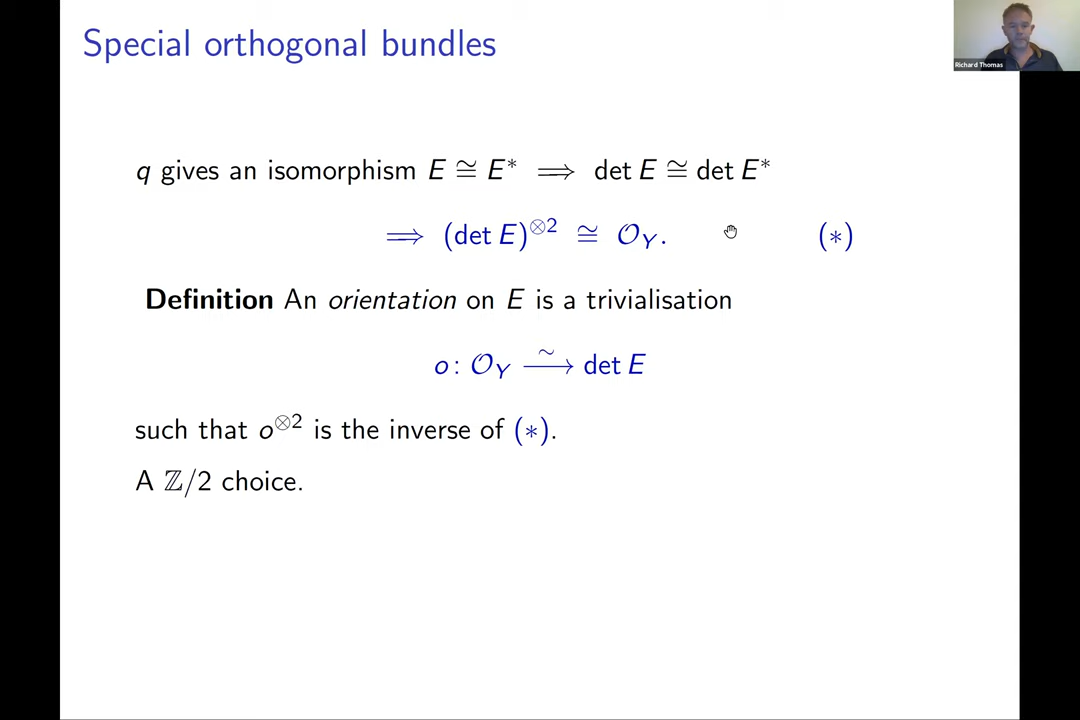 Special orthogonal bundles
Richard Thomas
q gives an isomorphism E ≅ E* ⟹ det E ≅ det E*
⟹ (det E)^{⊗2} ≅ 𝒪_Y. (*)
Definition An orientation on E is a trivialisation
o : 𝒪_Y ⟶^{∼} det E
such that o^{⊗2} is the inverse of (*).
A ℤ/2 choice.